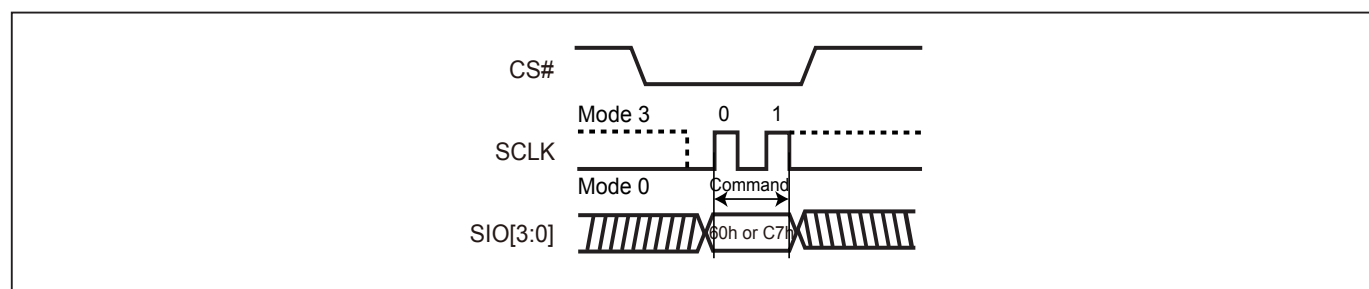 CS#
Mode 3 0 1
SCLK
Mode 0 Command
SIO[3:0] 60h or C7h